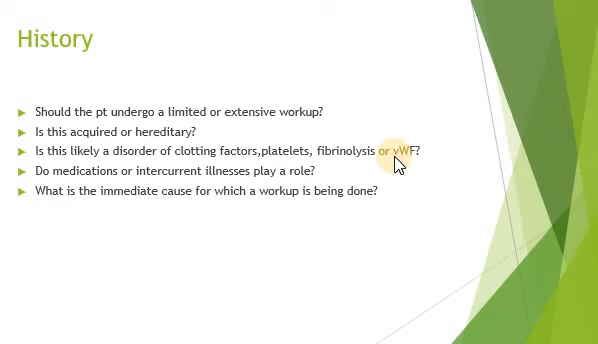 History
Should the pt undergo a limited or extensive workup?
Is this acquired or hereditary?
Is this likely a disorder of clotting factors,platelets, fibrinolysis or vWF?
Do medications or intercurrent illnesses play a role?
What is the immediate cause for which a workup is being done?